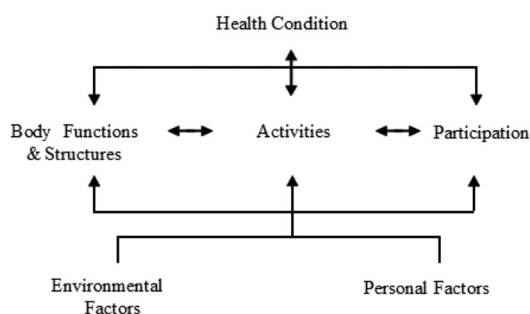 Health Condition
Body Functions
& Structures
Activities
Participation
Environmental
Factors
Personal Factors